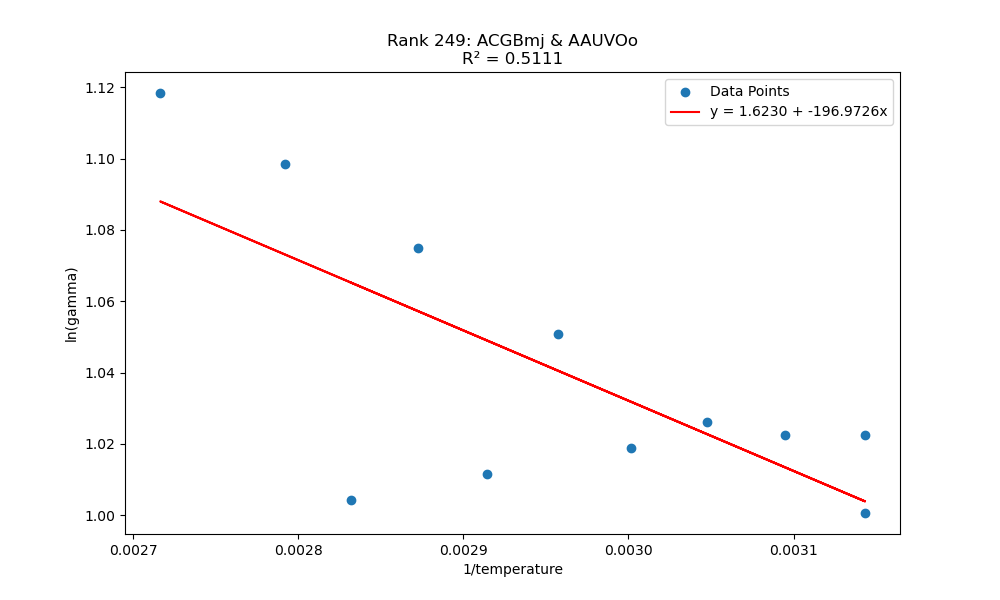 Rank 249: ACGBmj & AAUVOo
R² = 0.5111
Data Points
y = 1.6230 + -196.9726x
1.12
1.10
1.08
1.06
1.04
1.02
1.00
ln(gamma)
0.0027 0.0028 0.0029 0.0030 0.0031
1/temperature